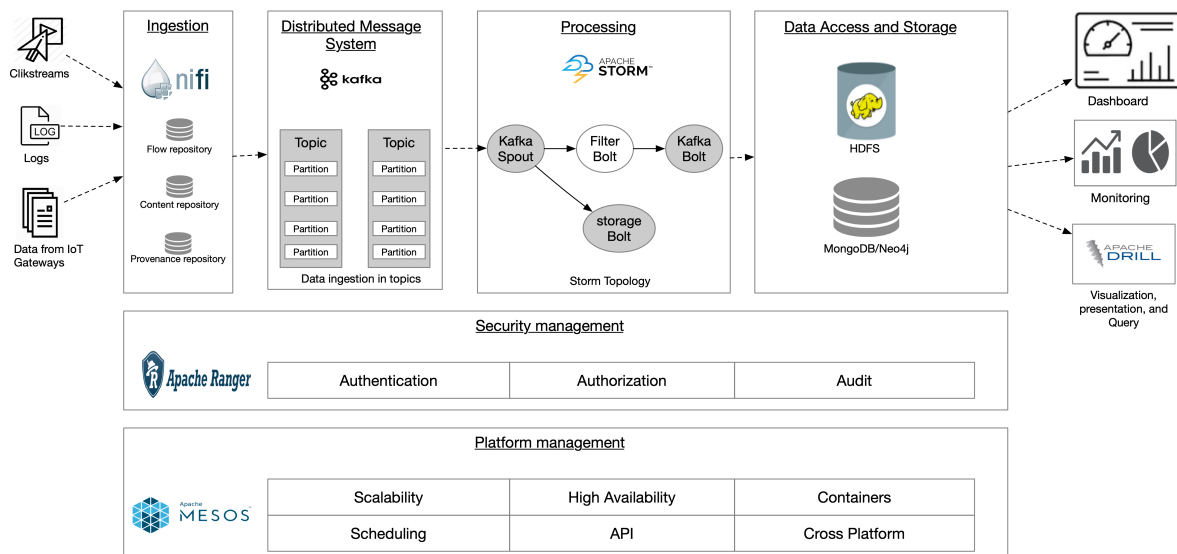 Clikstreams
LOG
Logs
Data from IoT
Gateways
Ingestion
nifi
Flow repository
Content repository
Provenance repository
Distributed Message
System
kafka
Topic
Partition
Partition
Partition
Partition
Topic
Partition
Partition
Partition
Partition
Data ingestion in topics
Processing
APACHE
STORM™
Kafka
Spout
Filter
Bolt
Kafka
Bolt
storage
Bolt
Storm Topology
Data Access and Storage
HDFS
MongoDB/Neo4j
Dashboard
Monitoring
APACHE
DRILL
Visualization,
presentation, and
Query
Security management
R
Apache Ranger
Authentication
Authorization
Audit
Platform management
Apache
MESOS
Scalability
High Availability
Containers
Scheduling
API
Cross Platform